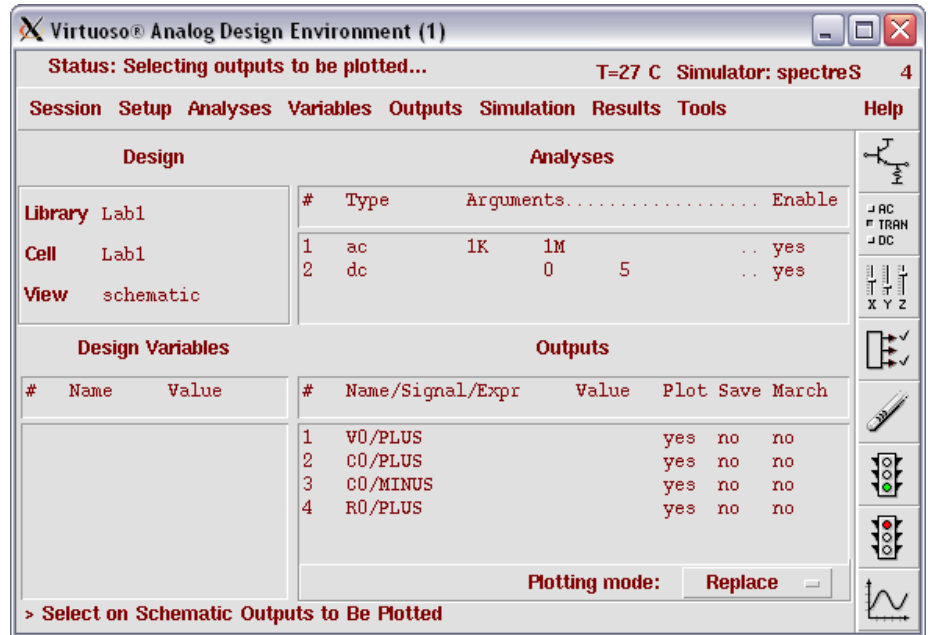 Virtuoso® Analog Design Environment (1)
Status: Selecting outputs to be plotted... T=27 C Simulator: spectreS 4
Session Setup Analyses Variables Outputs Simulation Results Tools Help
Design
Library Lab1
Cell Lab1
View schematic
Analyses
# Type Arguments................... Enable
1 ac 1K 1M .. yes
2 dc 0 5 .. yes
Design Variables
# Name Value
Outputs
# Name/Signal/Expr Value Plot Save March
1 V0/PLUS yes no no
2 C0/PLUS yes no no
3 C0/MINUS yes no no
4 R0/PLUS yes no no
Plotting mode: Replace
> Select on Schematic Outputs to Be Plotted
AC
TRAN
DC
X Y Z